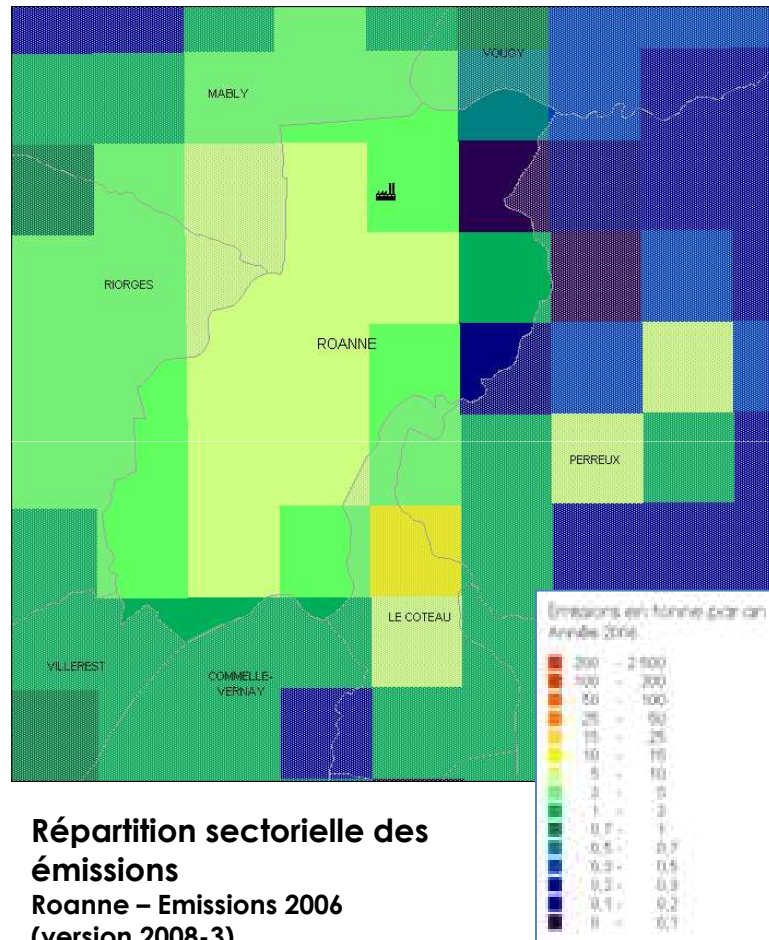 VOUGY
MABLY
RIORGES
ROANNE
PERREUX
LE COTEAU
VILLEREST
COMMELLE-
VERNAY
Emissions en tonne par an
Années 2006
200 - 2 500
100 - 200
50 - 100
25 - 50
15 - 25
10 - 15
5 - 10
2 - 5
1 - 2
0,7 - 1
0,5 - 0,7
0,3 - 0,5
0,2 - 0,3
0,1 - 0,2
0 - 0,1
Répartition sectorielle des
émissions
Roanne – Emissions 2006
(version 2008-3)